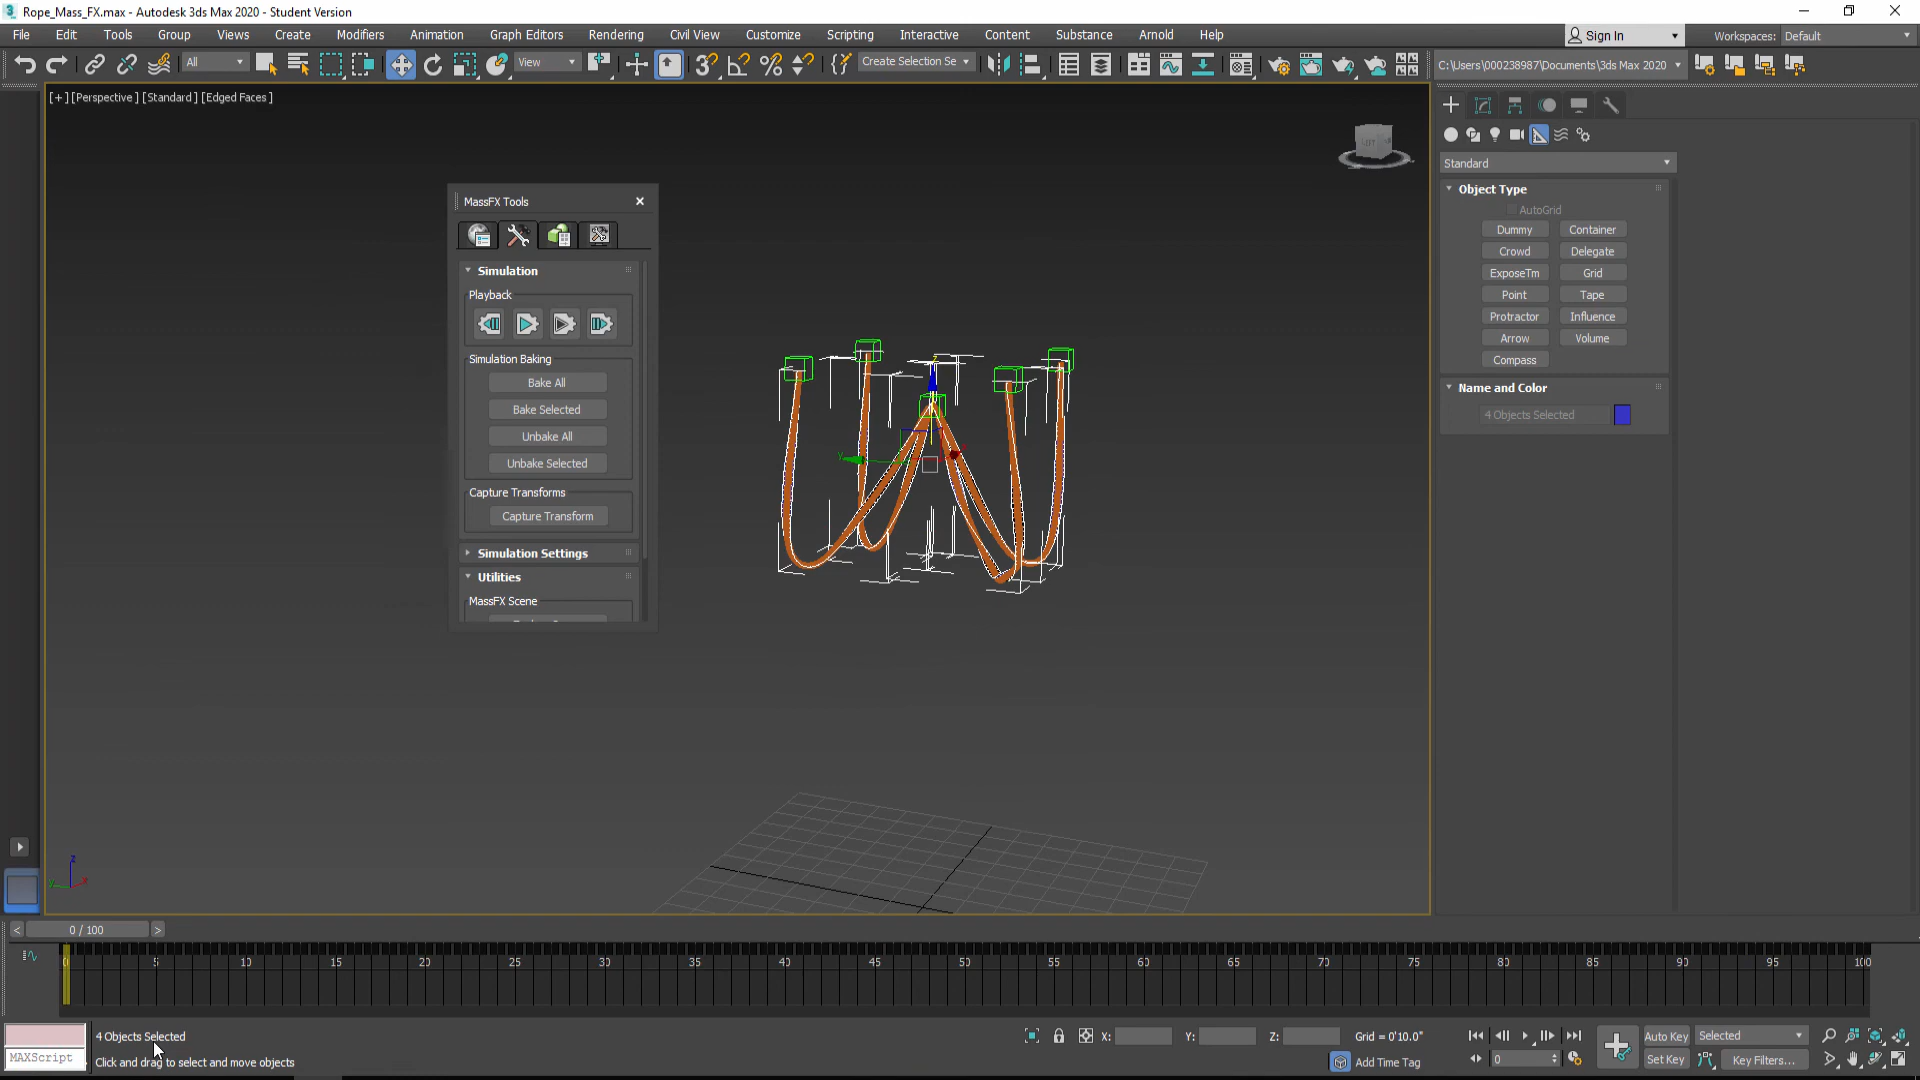 Rope_Mass_FX.max - Autodesk 3ds Max 2020 - Student Version
File Edit Tools Group Views Create Modifiers Animation Graph Editors Rendering Civil View Customize Scripting Interactive Content Substance Arnold Help Sign In Workspaces: Default
All View Create Selection Se C:\Users\000238987\Documents\3ds Max 2020
[+] [Perspective] [Standard] [Edged Faces]
Standard
MassFX Tools
Object Type
AutoGrid
Dummy Container
Crowd Delegate
ExposeTm Grid
Point Tape
Protractor Influence
Arrow Volume
Compass
Name and Color
4 Objects Selected
Simulation
Playback
Simulation Baking
Bake All
Bake Selected
Unbake All
Unbake Selected
Capture Transforms
Capture Transform
Simulation Settings
Utilities
MassFX Scene
< 0 / 100 >
0 5 10 15 20 25 30 35 40 45 50 55 60 65 70 75 80 85 90 95 100
4 Objects Selected X: Y: Z: Grid = 0'10.0" Auto Key Selected
MAXScript Click and drag to select and move objects Add Time Tag 0 Set Key Key Filters...